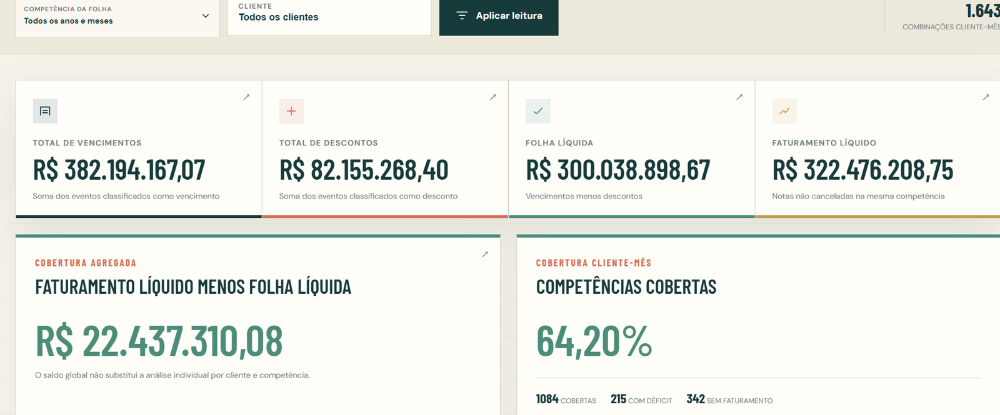 COMPETÊNCIA DA FOLHA
Todos os anos e meses
CLIENTE
Todos os clientes
Aplicar leitura
1.643
COMBINAÇÕES CLIENTE-MÊS
TOTAL DE VENCIMENTOS
R$ 382.194.167,07
Soma dos eventos classificados como vencimento
TOTAL DE DESCONTOS
R$ 82.155.268,40
Soma dos eventos classificados como desconto
FOLHA LÍQUIDA
R$ 300.038.898,67
Vencimentos menos descontos
FATURAMENTO LÍQUIDO
R$ 322.476.208,75
Notas não canceladas na mesma competência
COBERTURA AGREGADA
FATURAMENTO LÍQUIDO MENOS FOLHA LÍQUIDA
R$ 22.437.310,08
O saldo global não substitui a análise individual por cliente e competência.
COBERTURA CLIENTE-MÊS
COMPETÊNCIAS COBERTAS
64,20%
1084 COBERTAS 215 COM DÉFICIT 342 SEM FATURAMENTO